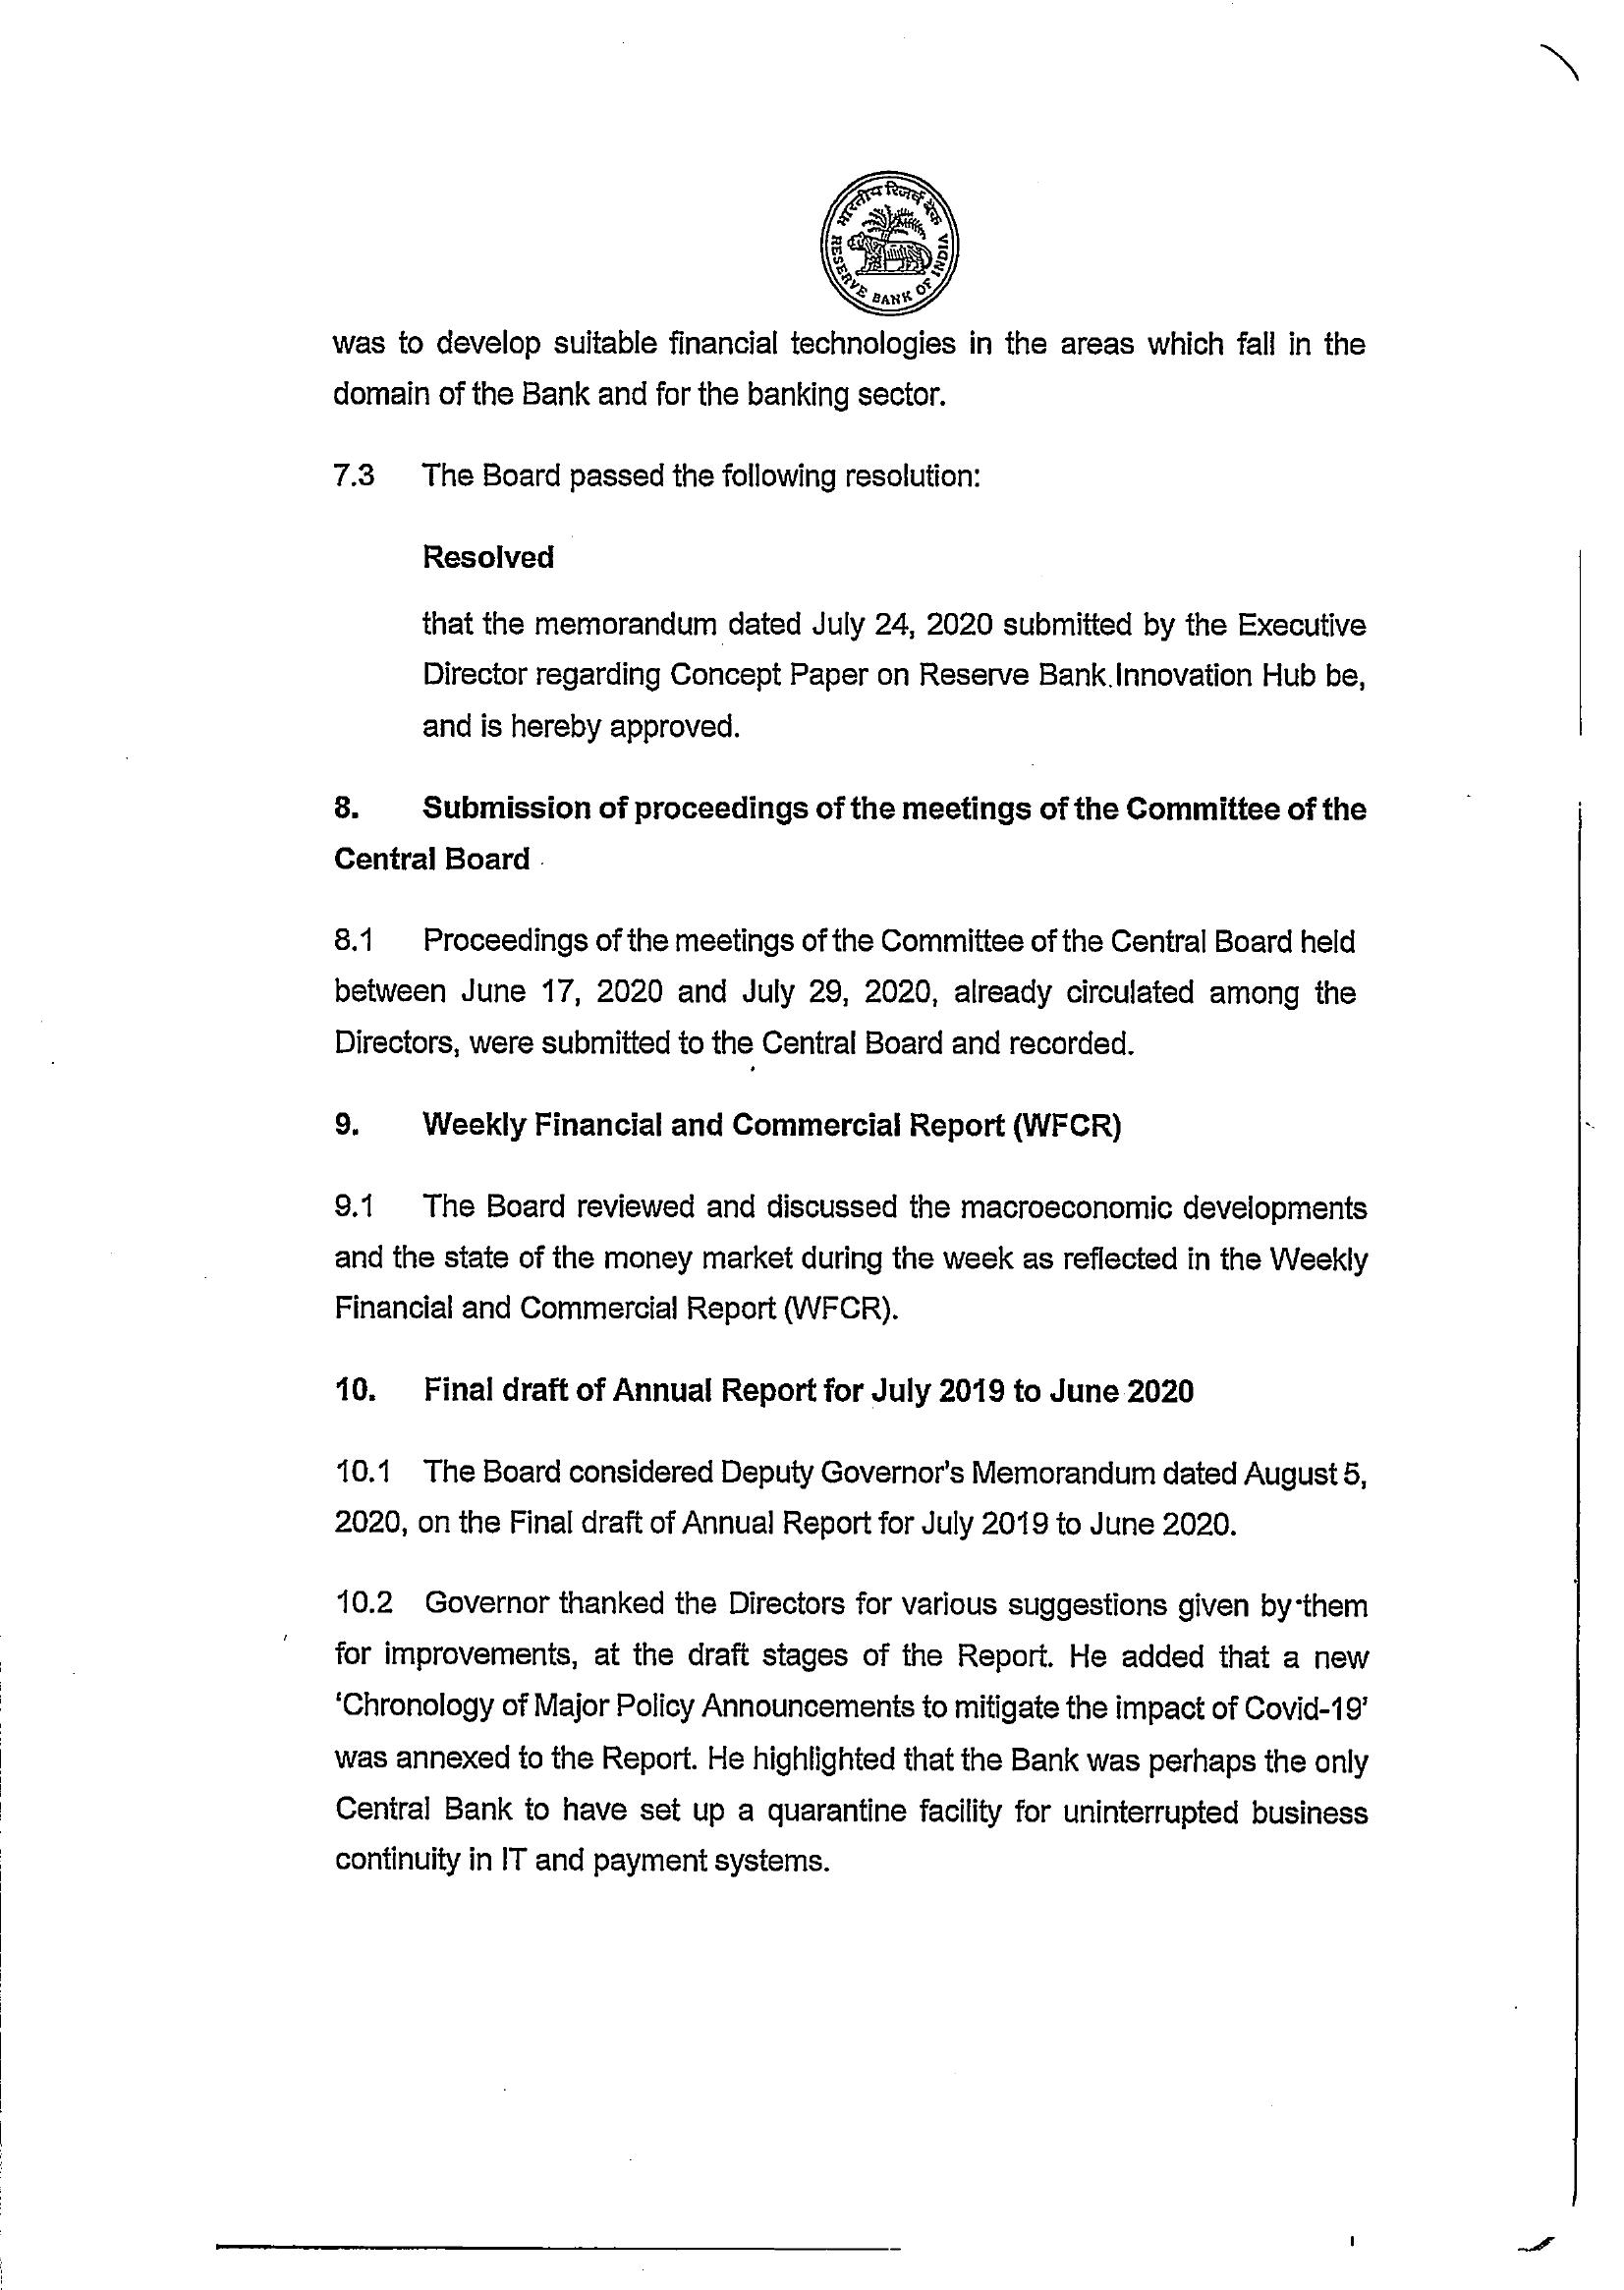 भारतीय रिज़र्व बैंक
RESERVE BANK OF INDIA
was to develop suitable financial technologies in the areas which fall in the
domain of the Bank and for the banking sector.
7.3 The Board passed the following resolution:
Resolved
that the memorandum dated July 24, 2020 submitted by the Executive
Director regarding Concept Paper on Reserve Bank Innovation Hub be,
and is hereby approved.
8. Submission of proceedings of the meetings of the Committee of the
Central Board
8.1 Proceedings of the meetings of the Committee of the Central Board held
between June 17, 2020 and July 29, 2020, already circulated among the
Directors, were submitted to the Central Board and recorded.
9. Weekly Financial and Commercial Report (WFCR)
9.1 The Board reviewed and discussed the macroeconomic developments
and the state of the money market during the week as reflected in the Weekly
Financial and Commercial Report (WFCR).
10. Final draft of Annual Report for July 2019 to June 2020
10.1 The Board considered Deputy Governor's Memorandum dated August 5,
2020, on the Final draft of Annual Report for July 2019 to June 2020.
10.2 Governor thanked the Directors for various suggestions given by them
for improvements, at the draft stages of the Report. He added that a new
'Chronology of Major Policy Announcements to mitigate the impact of Covid-19'
was annexed to the Report. He highlighted that the Bank was perhaps the only
Central Bank to have set up a quarantine facility for uninterrupted business
continuity in IT and payment systems.